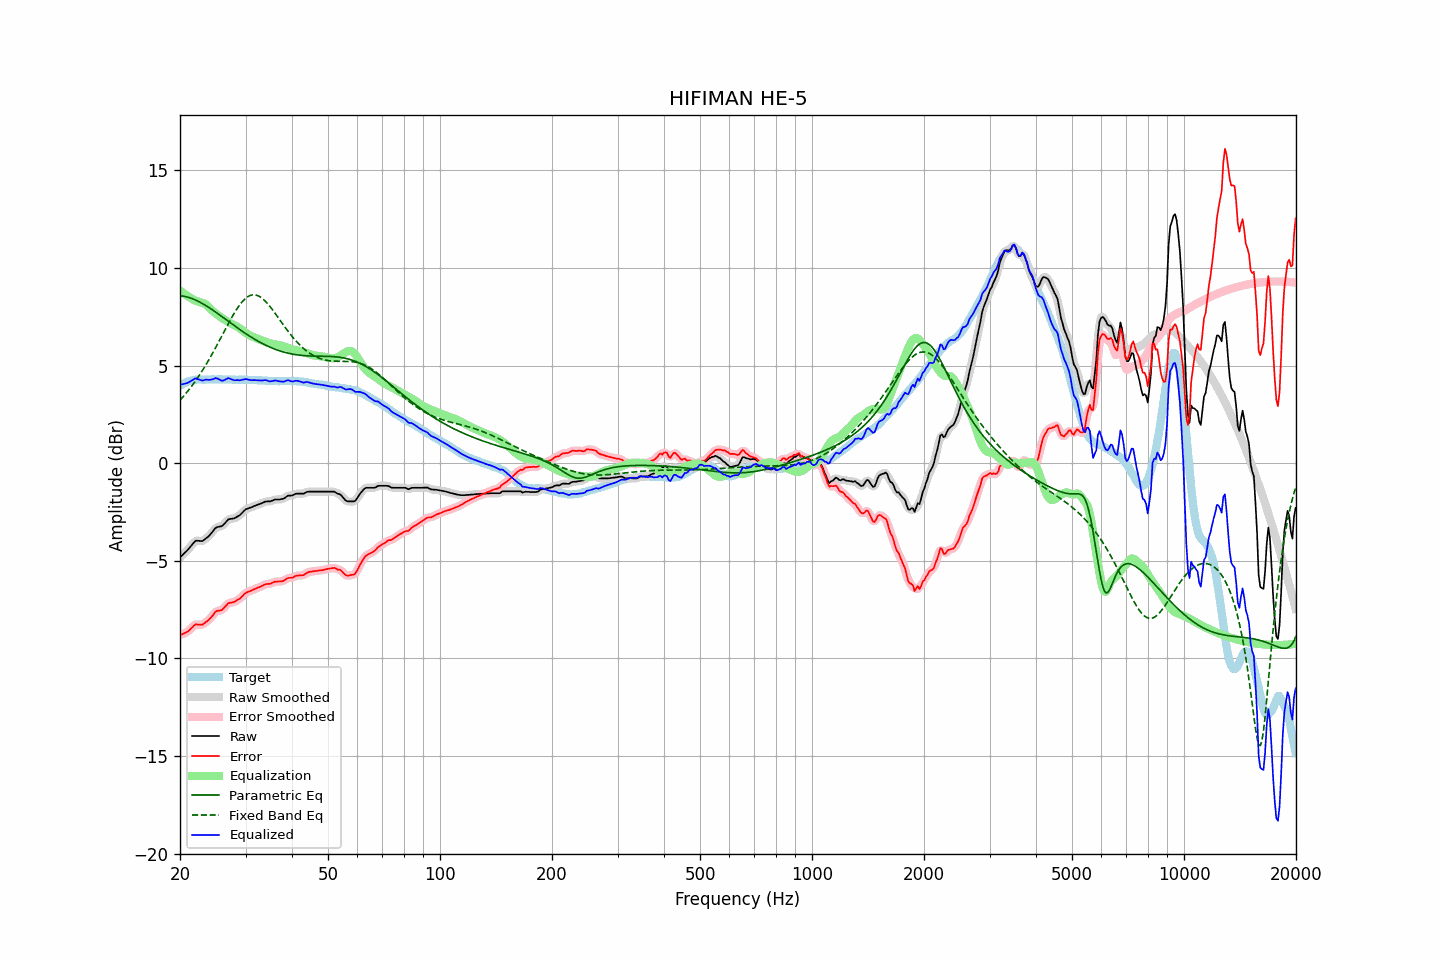 HIFIMAN HE-5
Amplitude (dBr)
15
10
5
0
−5
−10
−15
−20
Target
Raw Smoothed
Error Smoothed
Raw
Error
Equalization
Parametric Eq
Fixed Band Eq
Equalized
20 50 100 200 500 1000 2000 5000 10000 20000
Frequency (Hz)